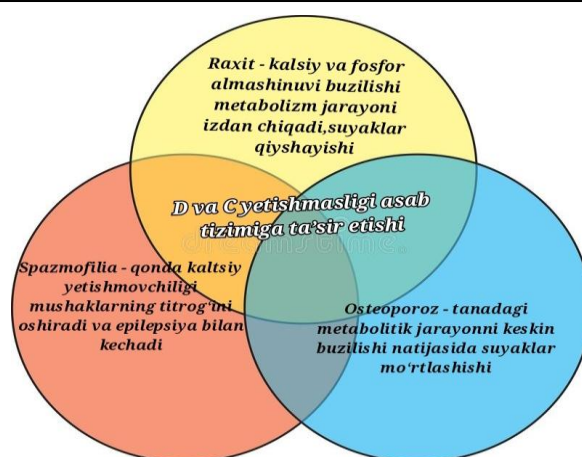 Raxit - kalsiy va fosfor
almashinuvi buzilishi
metabolizm jarayoni
izdan chiqadi,suyaklar
qiyshayishi
D va C yetishmasligi asab
tizimiga ta’sir etishi
Spazmofilia - qonda kaltsiy
yetishmovchiligi
mushaklarning titrog‘ini
oshiradi va epilepsiya bilan
kechadi
Osteoporoz - tanadagi
metabolitik jarayonni keskin
buzilishi natijasida suyaklar
mo‘rtlashishi